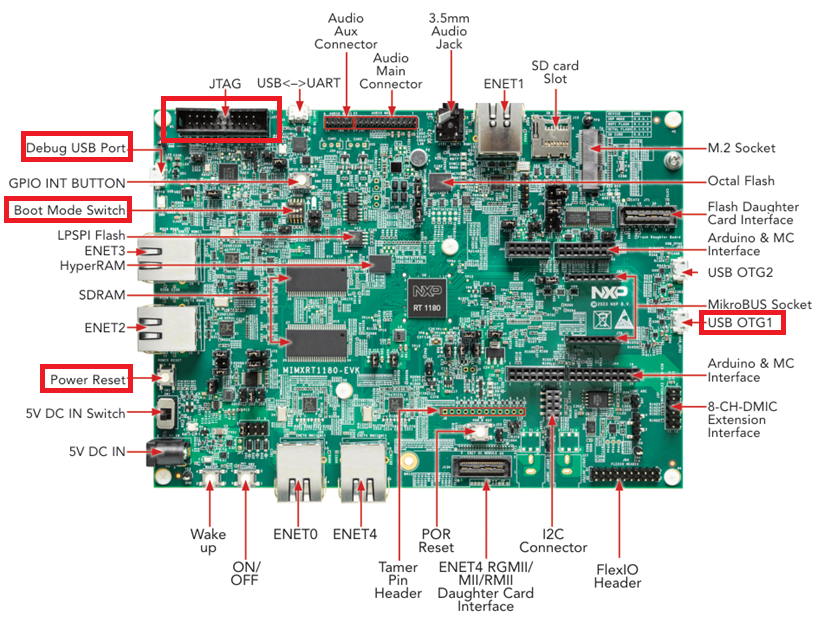 Audio
Aux
Connector
3.5mm
Audio
Jack
Audio
Main
Connector
JTAG
USB<–>UART
ENET1
SD card
Slot
Debug USB Port
M.2 Socket
GPIO INT BUTTON
Octal Flash
Boot Mode Switch
Flash Daughter
Card Interface
LPSPI Flash
ENET3
HyperRAM
Arduino & MC
Interface
USB OTG2
SDRAM
NXP
NXP
RT 1180
MikroBUS Socket
ENET2
USB OTG1
MIMXRT1180-EVK
Power Reset
Arduino & MC
Interface
5V DC IN Switch
8-CH-DMIC
Extension
Interface
5V DC IN
Wake
up
ON/
OFF
ENET0
ENET4
Tamer
Pin
Header
POR
Reset
ENET4 RGMII/
MII/RMII
Daughter Card
Interface
I2C
Connector
FlexIO
Header